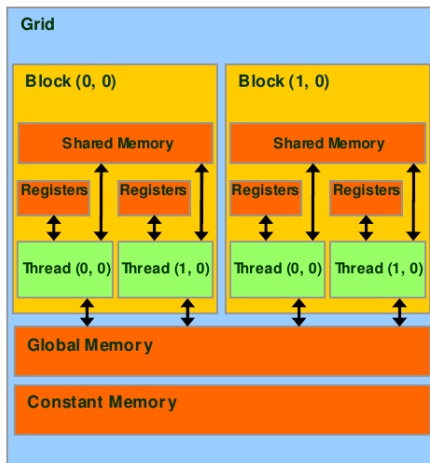 Grid
Block (0, 0)
Block (1, 0)
Shared Memory
Shared Memory
Registers
Registers
Registers
Registers
Thread (0, 0)
Thread (1, 0)
Thread (0, 0)
Thread (1, 0)
Global Memory
Constant Memory